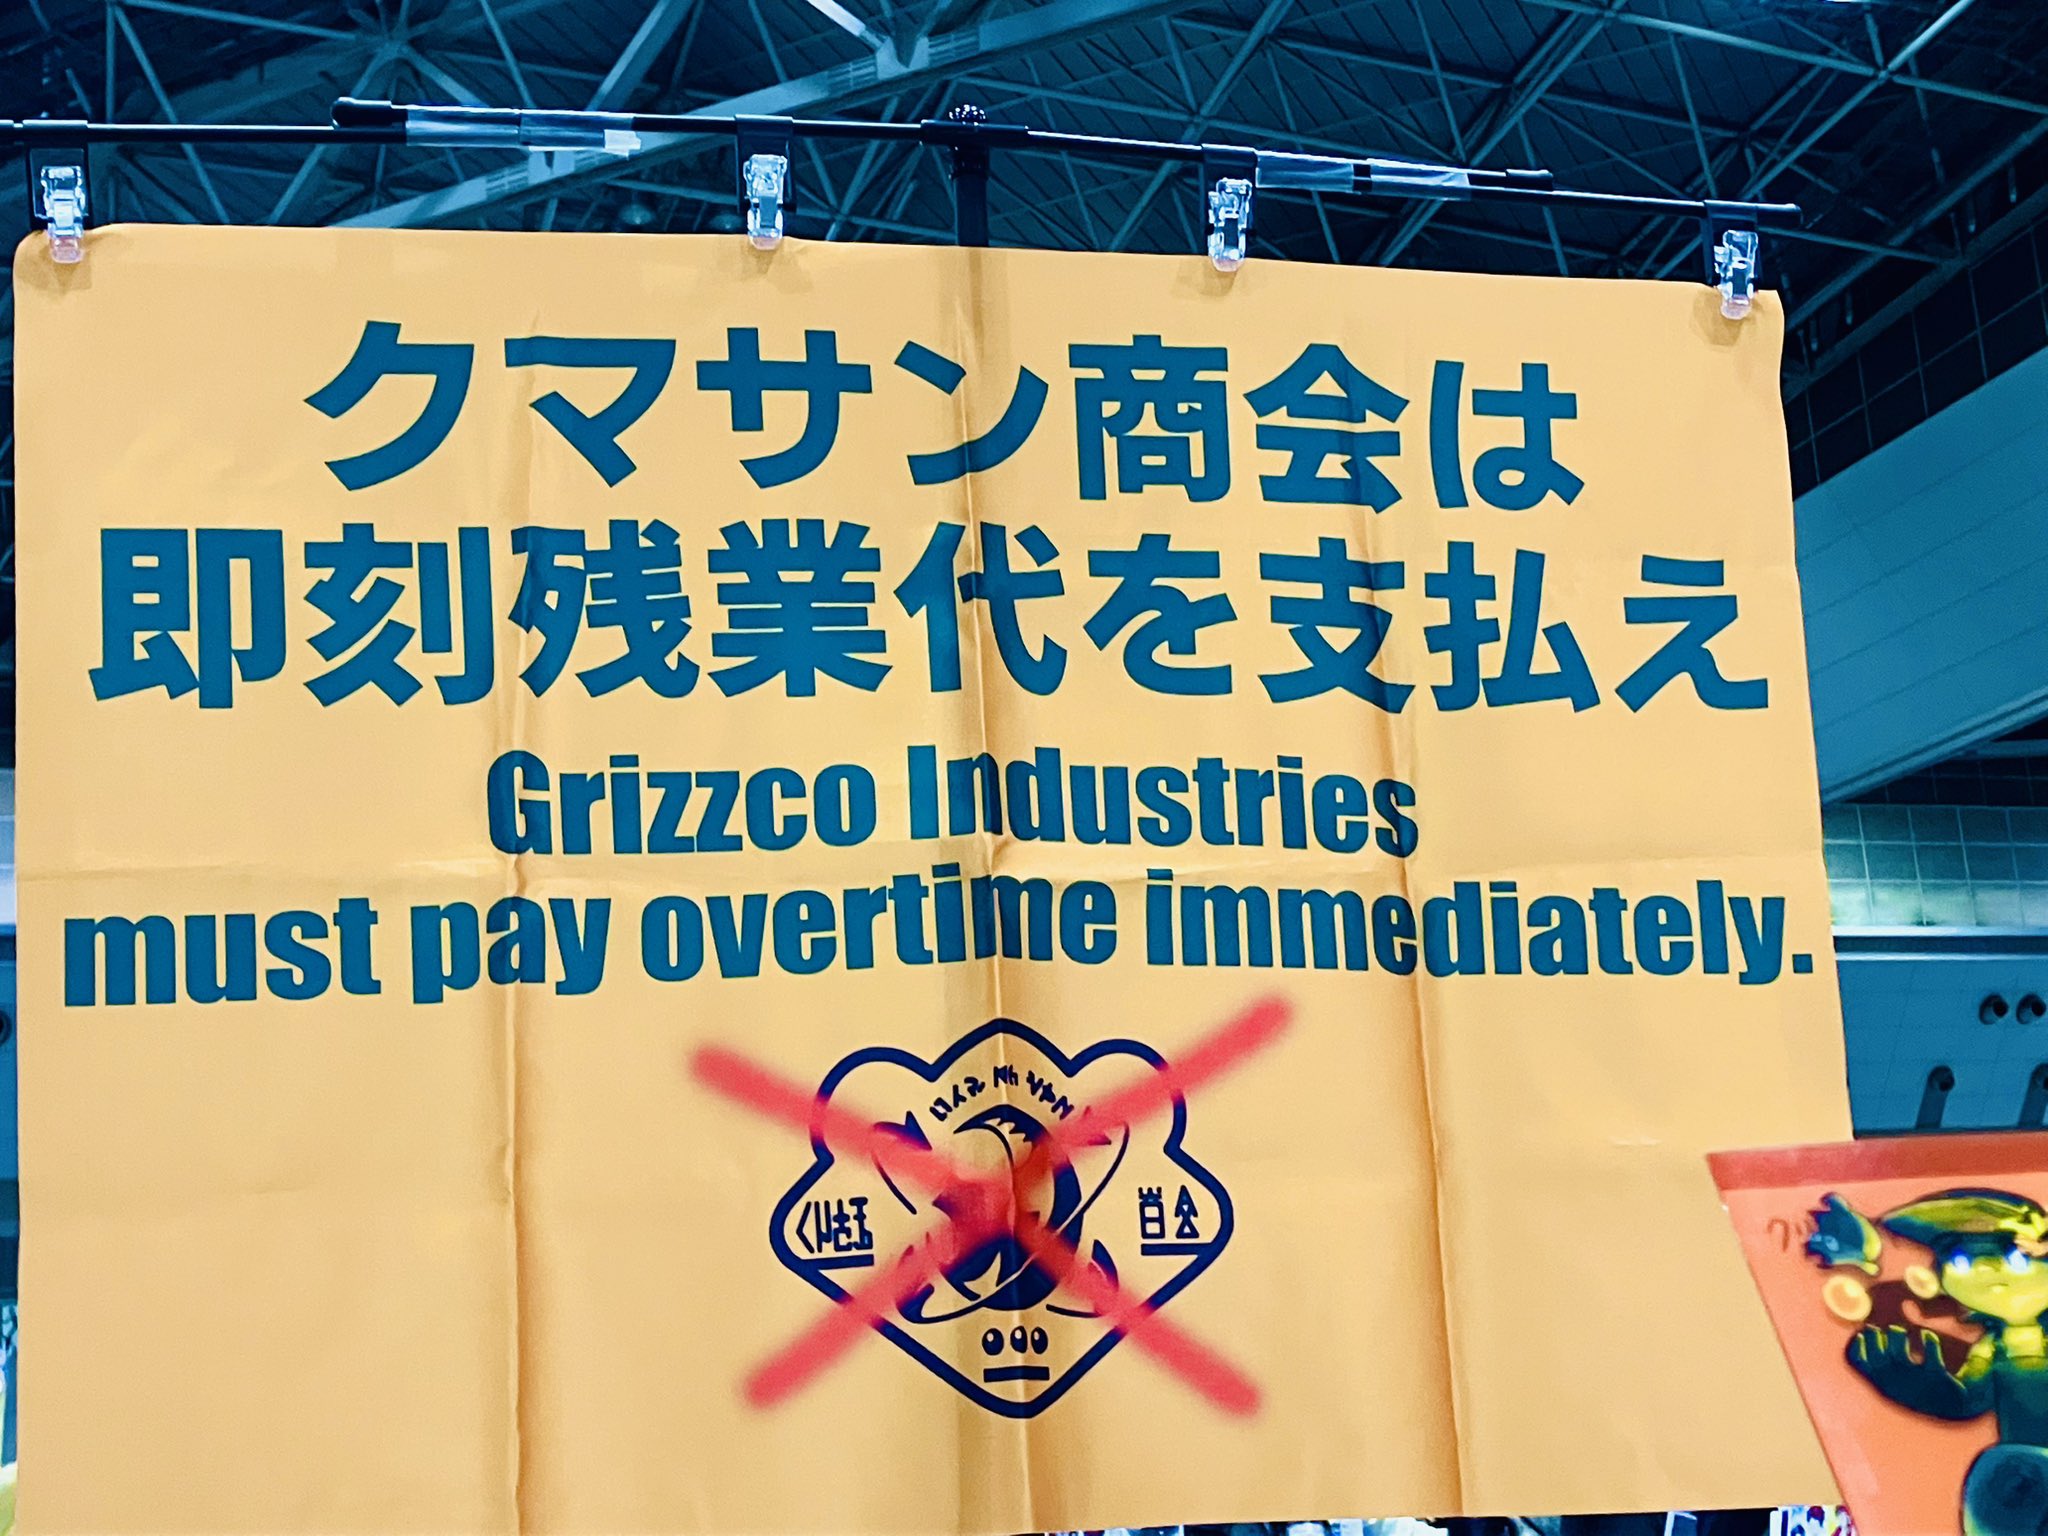 クマサン商会は
即刻残業代を支払え
Grizzco Industries
must pay overtime immediately.